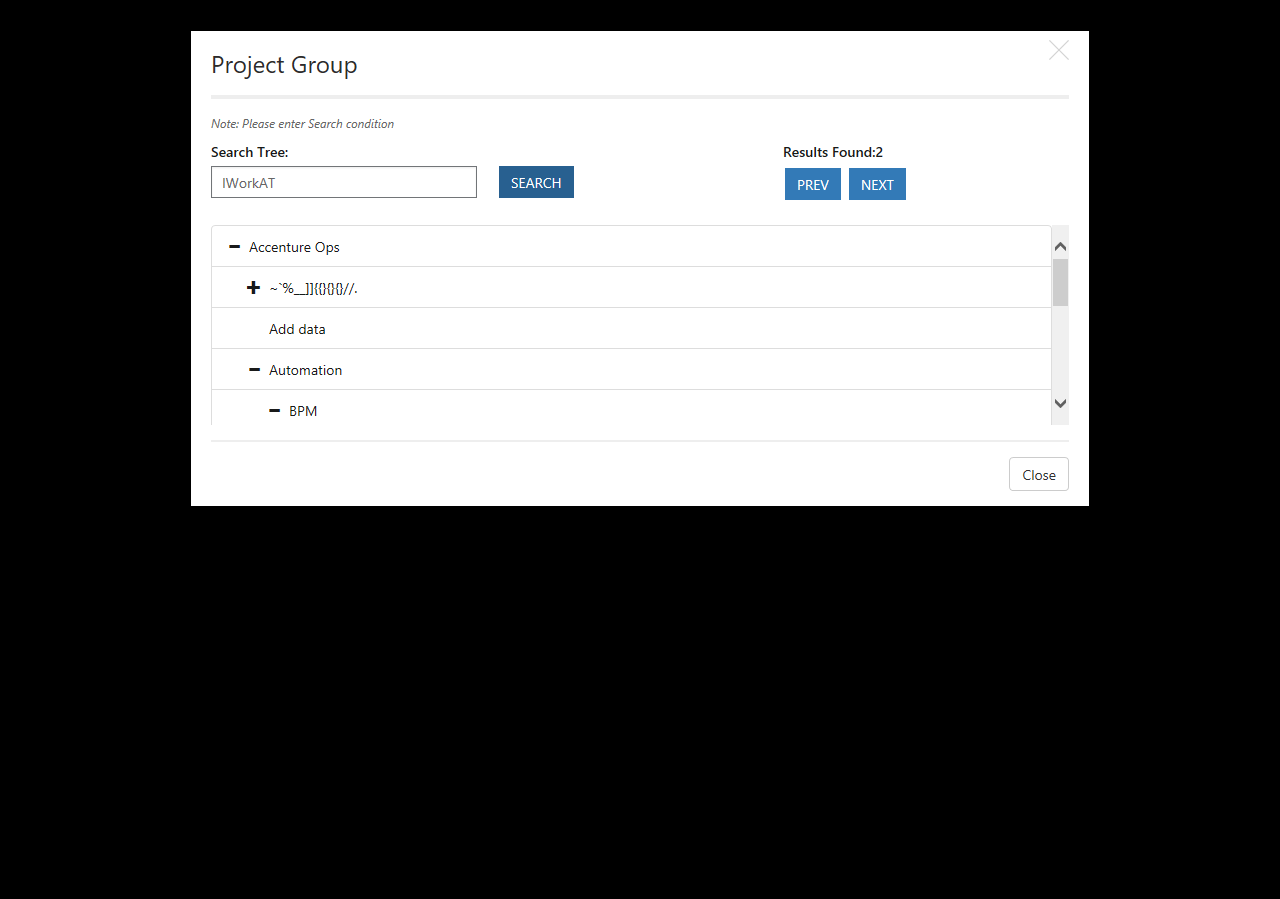 Project Group
Note: Please enter Search condition
Search Tree:
Results Found:2
IWorkAT
SEARCH
PREV
NEXT
Accenture Ops
~`%__]]{{}{}{}//.
Add data
Automation
BPM
Close